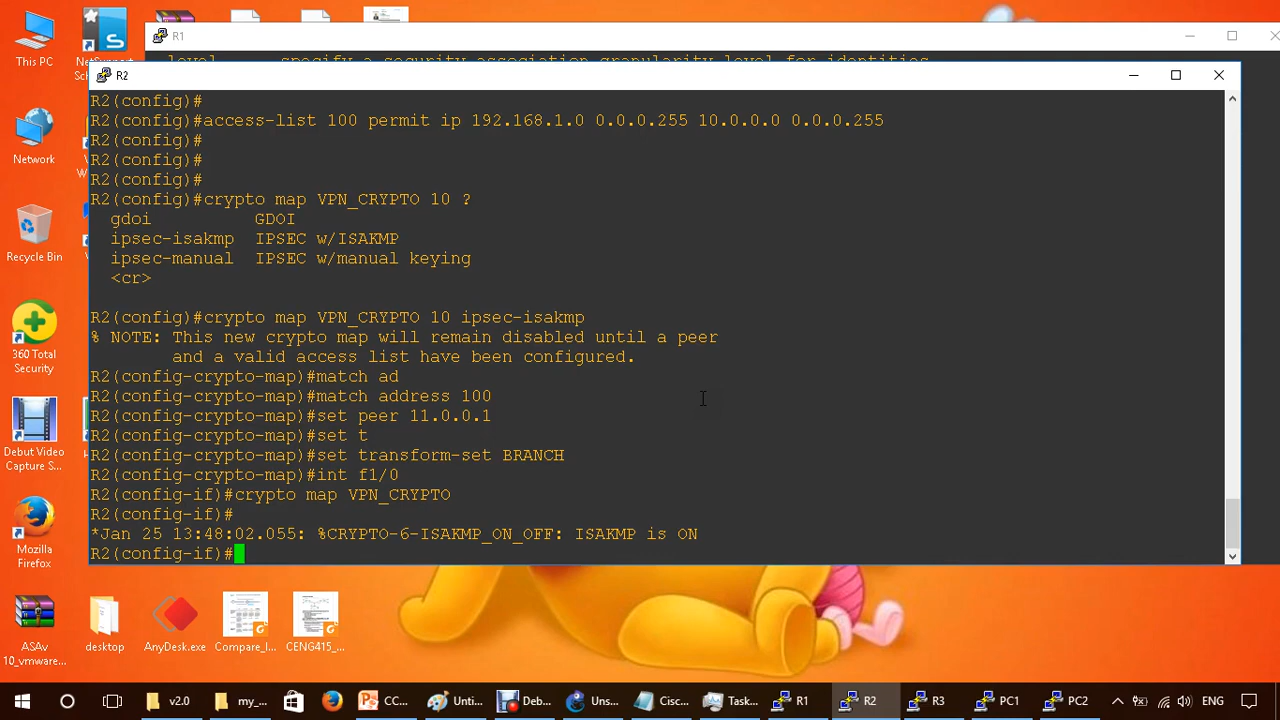 This PC
R1
level      specify a security association granularity level for identities
R2
R2(config)#
R2(config)#access-list 100 permit ip 192.168.1.0 0.0.0.255 10.0.0.0 0.0.0.255
R2(config)#
R2(config)#
R2(config)#
R2(config)#crypto map VPN_CRYPTO 10 ?
gdoi          GDOI
ipsec-isakmp  IPSEC w/ISAKMP
ipsec-manual  IPSEC w/manual keying
<cr>
R2(config)#crypto map VPN_CRYPTO 10 ipsec-isakmp
% NOTE: This new crypto map will remain disabled until a peer
and a valid access list have been configured.
R2(config-crypto-map)#match ad
R2(config-crypto-map)#match address 100
R2(config-crypto-map)#set peer 11.0.0.1
R2(config-crypto-map)#set t
R2(config-crypto-map)#set transform-set BRANCH
R2(config-crypto-map)#int f1/0
R2(config-if)#crypto map VPN_CRYPTO
R2(config-if)#
*Jan 25 13:48:02.055: %CRYPTO-6-ISAKMP_ON_OFF: ISAKMP is ON
R2(config-if)#
Network
Recycle Bin
360 Total
Security
Debut Video
Capture S...
Mozilla
Firefox
ASAv
10_vmware...
desktop
AnyDesk.exe
Compare_I...
CENG415_...
v2.0
my_...
CC...
Unti...
Deb...
Uns...
Cisc...
Task...
R1
R2
R3
PC1
PC2
ENG